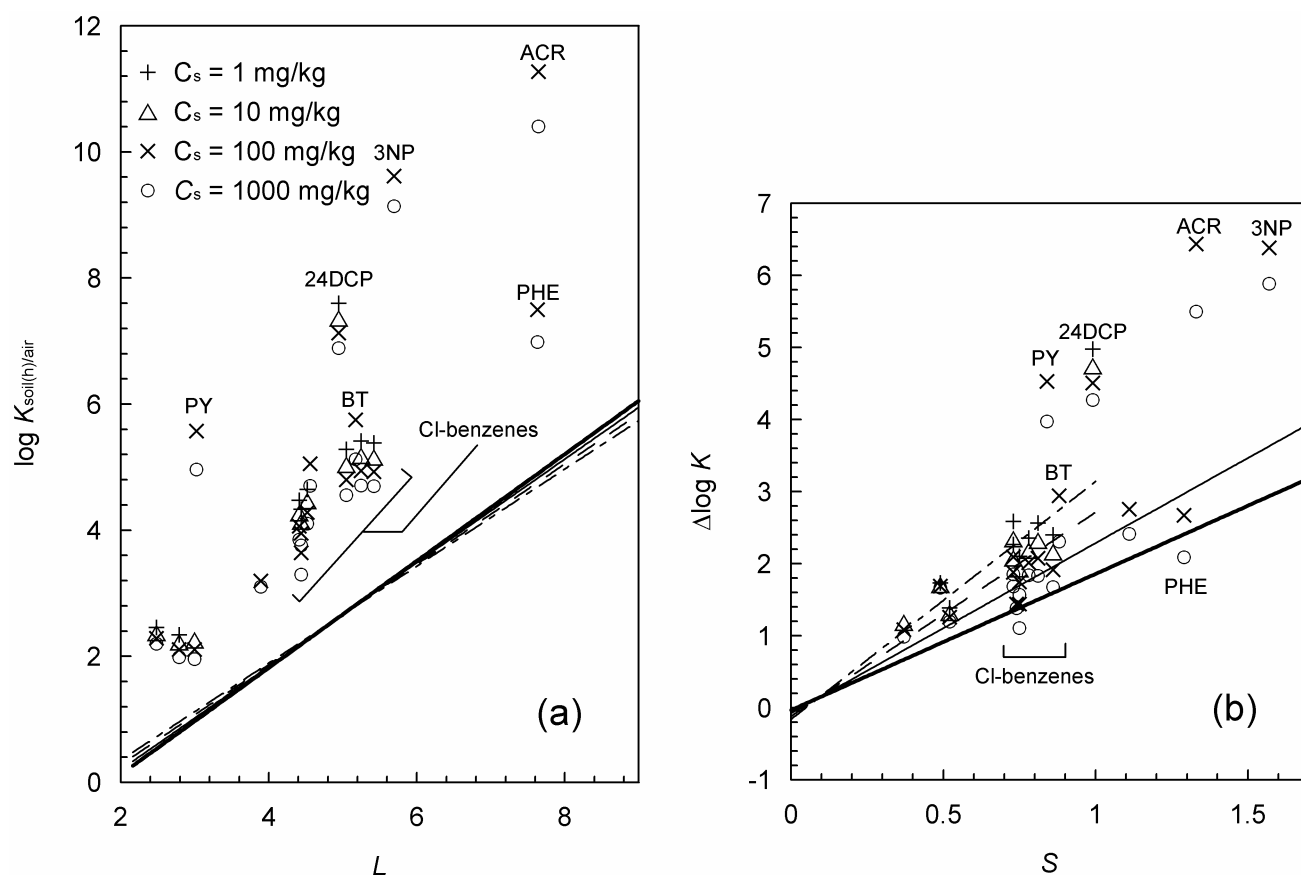 12
10
8
6
4
2
0
2
4
6
8
log Ksoil(h)/air
L
Cs = 1 mg/kg
Cs = 10 mg/kg
Cs = 100 mg/kg
Cs = 1000 mg/kg
ACR
3NP
24DCP
PHE
PY
BT
Cl-benzenes
(a)
7
6
5
4
3
2
1
0
-1
0
0.5
1
1.5
Δlog K
S
ACR
3NP
24DCP
PY
BT
PHE
Cl-benzenes
(b)